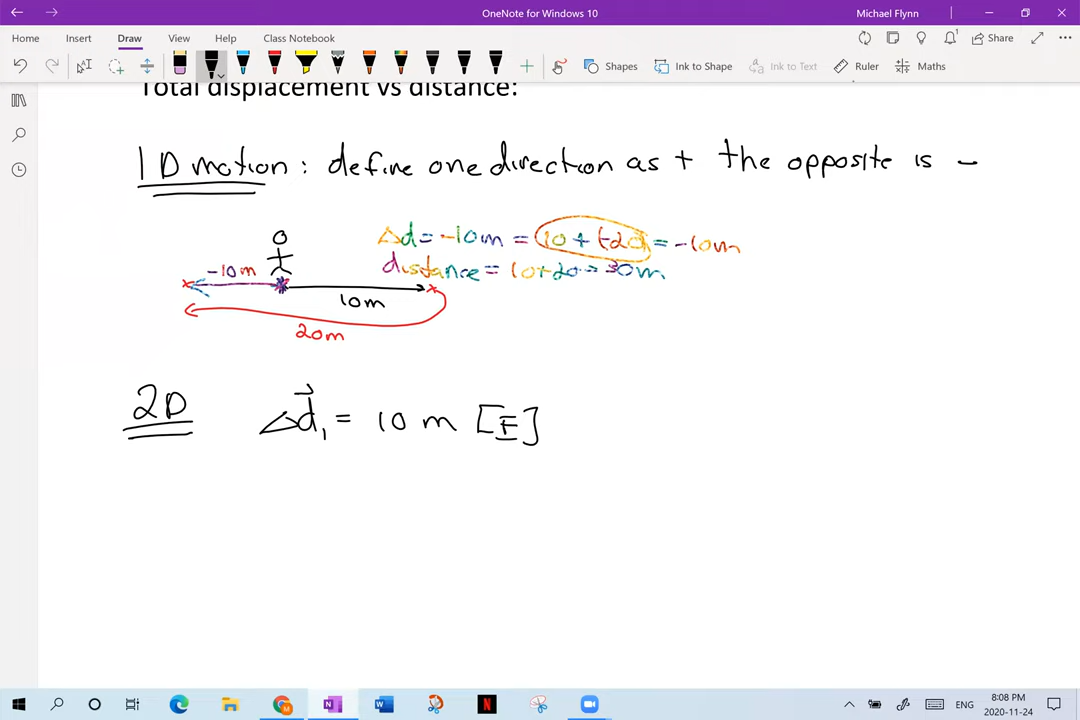 OneNote for Windows 10
Michael Flynn
Home Insert Draw View Help Class Notebook
Share
Shapes Ink to Shape Ink to Text Ruler Maths
Total displacement vs distance:
1D motion: define one direction as + the opposite is -
Δd = -10m = 10 + (-20) = -10m
distance = 10+20 → 30m
-10m
10m
20m
2D Δd⃗₁ = 10 m [E]
ENG
8:08 PM
2020-11-24